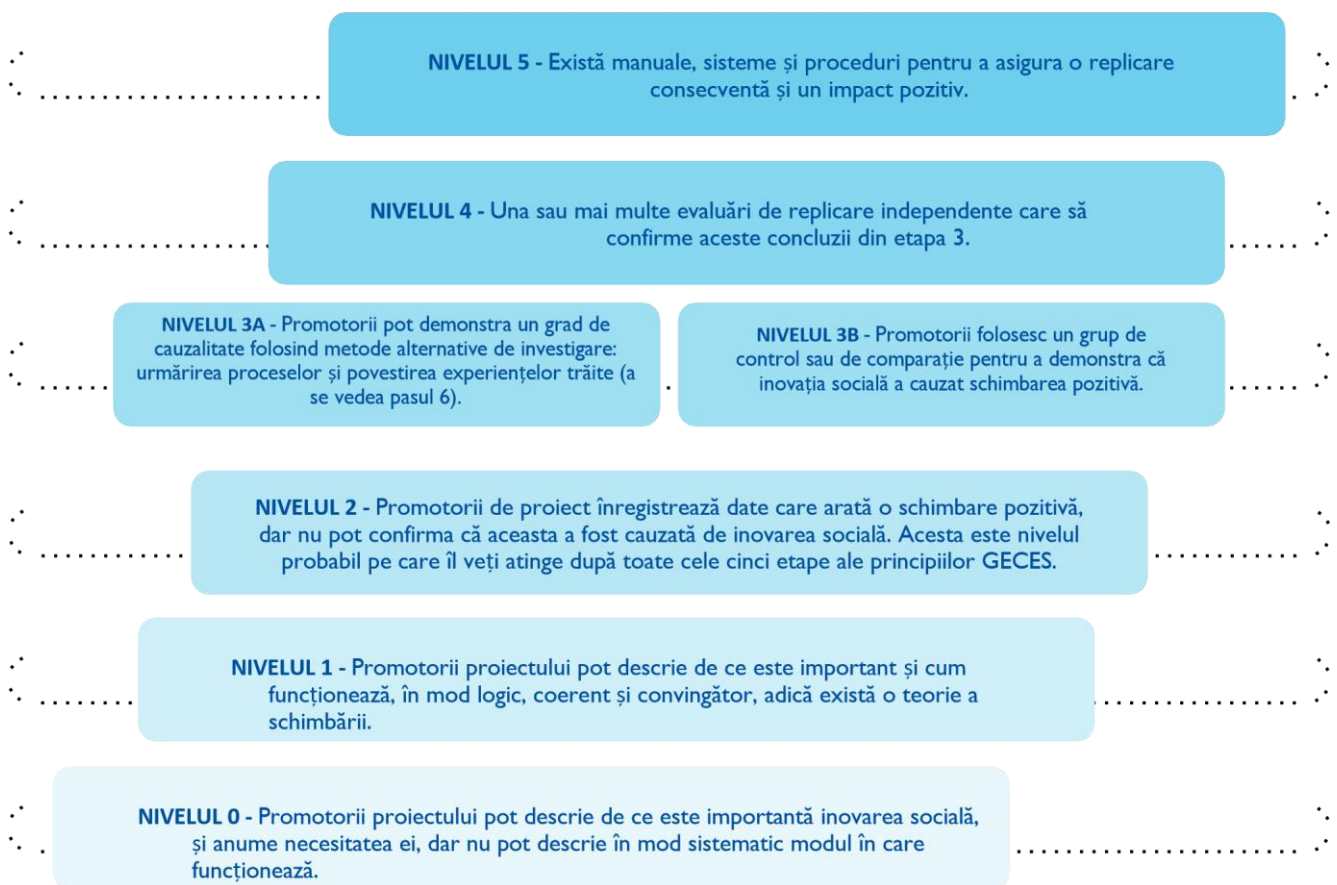 NIVELUL 5 - Există manuale, sisteme și proceduri pentru a asigura o replicare
consecventă și un impact pozitiv.
NIVELUL 4 - Una sau mai multe evaluări de replicare independente care să
confirme aceste concluzii din etapa 3.
NIVELUL 3A - Promotorii pot demonstra un grad de
cauzalitate folosind metode alternative de investigare:
urmărirea proceselor și povestirea experiențelor trăite (a
se vedea pasul 6).
NIVELUL 3B - Promotorii folosesc un grup de
control sau de comparație pentru a demonstra că
inovația socială a cauzat schimbarea pozitivă.
NIVELUL 2 - Promotorii de proiect înregistrează date care arată o schimbare pozitivă,
dar nu pot confirma că aceasta a fost cauzată de inovarea socială. Acesta este nivelul
probabil pe care îl veți atinge după toate cele cinci etape ale principiilor GECES.
NIVELUL 1 - Promotorii proiectului pot descrie de ce este important și cum
funcționează, în mod logic, coerent și convingător, adică există o teorie a
schimbării.
NIVELUL 0 - Promotorii proiectului pot descrie de ce este importantă inovarea socială,
și anume necesitatea ei, dar nu pot descrie în mod sistematic modul în care
funcționează.